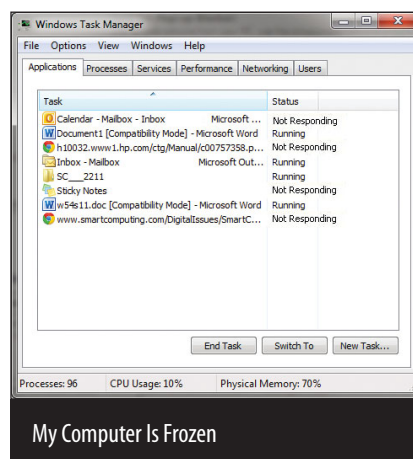 Windows Task Manager
File Options View Windows Help
Applications Processes Services Performance Networking Users
Task Status
Calendar - Mailbox - Inbox Microsoft ... Not Responding
Document1 [Compatibility Mode] - Microsoft Word Running
h10032.www1.hp.com/ctg/Manual/c00757358.p... Not Responding
Inbox - Mailbox Microsoft Out... Running
SC___2211 Running
Sticky Notes Not Responding
w54s11.doc [Compatibility Mode] - Microsoft Word Running
www.smartcomputing.com/DigitalIssues/SmartC... Not Responding
End Task Switch To New Task...
Processes: 96 CPU Usage: 10% Physical Memory: 70%
My Computer Is Frozen